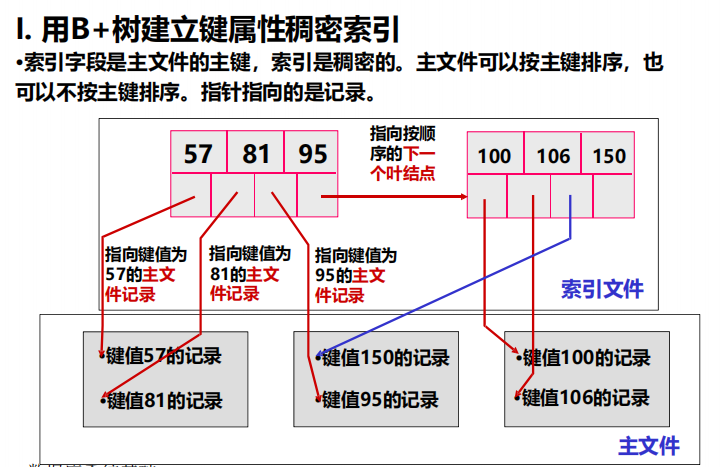 I. 用B+树建立键属性稠密索引
•索引字段是主文件的主键，索引是稠密的。主文件可以按主键排序，也
可以不按主键排序。指针指向的是记录。
57 81 95
指向按顺
序的下一
个叶结点
100 106 150
指向键值为
57的主文
件记录
指向键值为
81的主文
件记录
指向键值为
95的主文
件记录
索引文件
•键值57的记录
•键值81的记录
•键值150的记录
•键值95的记录
•键值100的记录
•键值106的记录
主文件